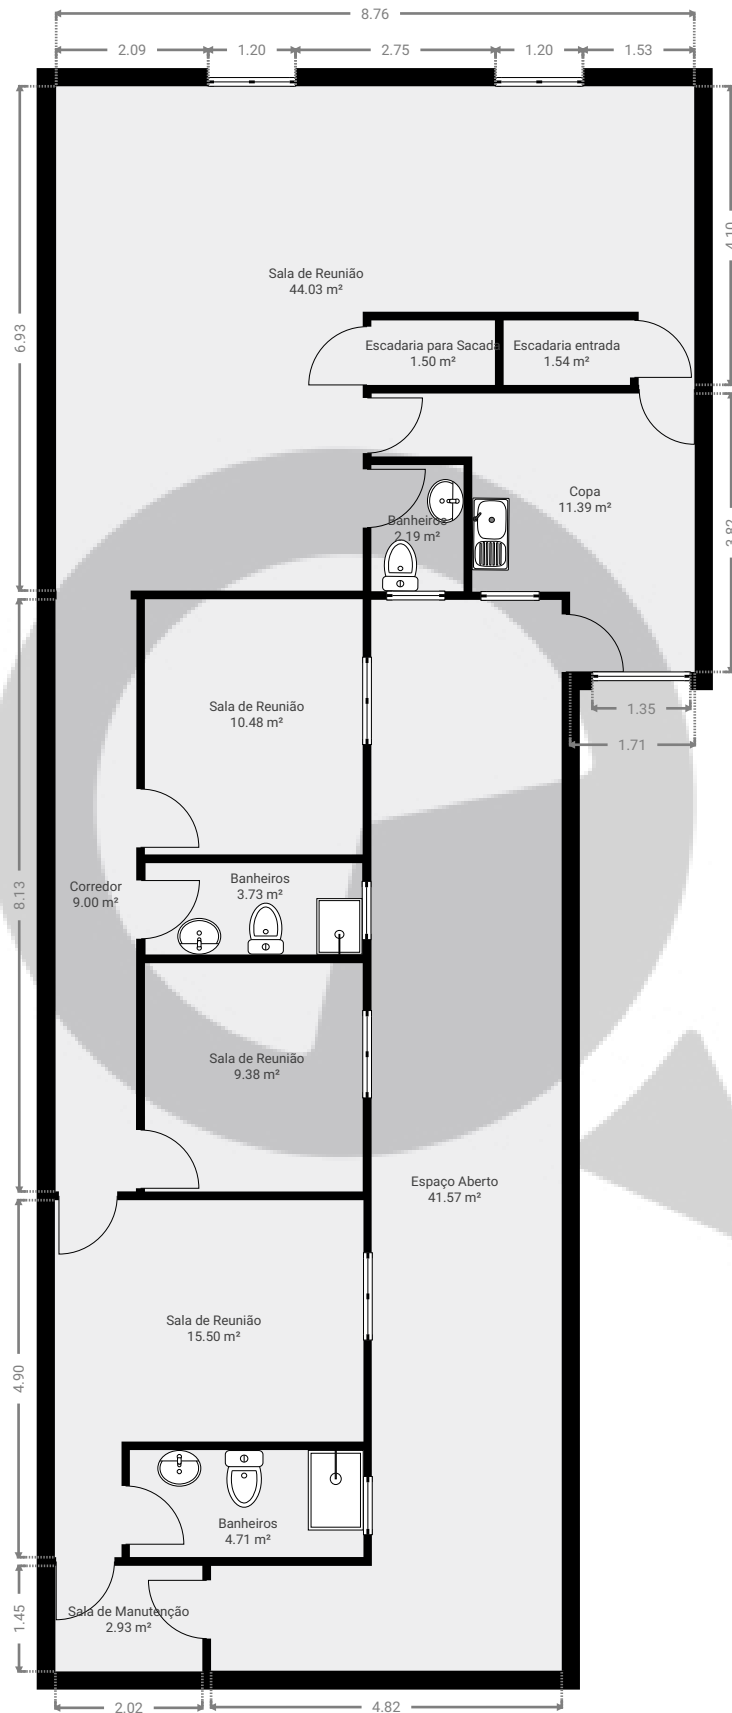 8.76
2.09 1.20 2.75 1.20 1.53
4.10
6.93
Sala de Reunião
44.03 m²
Escadaria para Sacada
1.50 m²
Escadaria entrada
1.54 m²
3.82
Copa
11.39 m²
Banheiros
2.19 m²
Sala de Reunião
10.48 m²
1.35
1.71
8.13
Corredor
9.00 m²
Banheiros
3.73 m²
Sala de Reunião
9.38 m²
Espaço Aberto
41.57 m²
Sala de Reunião
15.50 m²
4.90
Banheiros
4.71 m²
1.45
Sala de Manutenção
2.93 m²
2.02 4.82